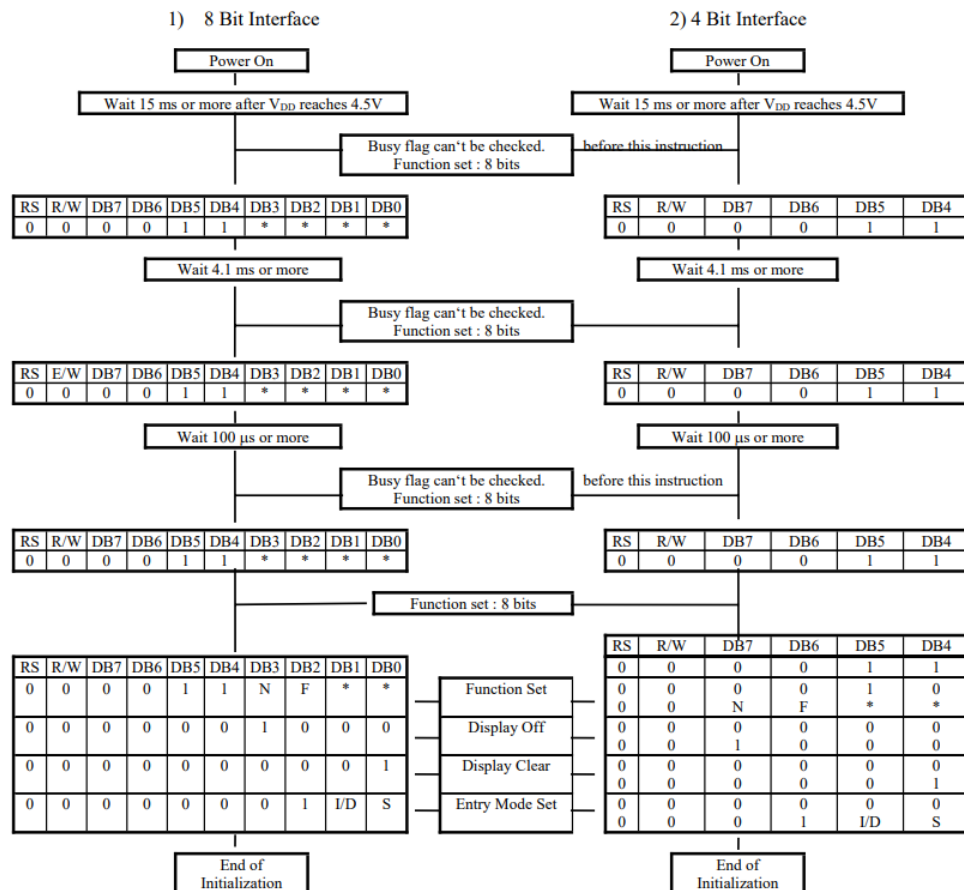 1) 8 Bit Interface
2) 4 Bit Interface
Power On
Power On
Wait 15 ms or more after VDD reaches 4.5V
Wait 15 ms or more after VDD reaches 4.5V
Busy flag can‘t be checked.
before this instruction
Function set : 8 bits
RS R/W DB7 DB6 DB5 DB4 DB3 DB2 DB1 DB0
0 0 0 0 1 1 * * * *
RS R/W DB7 DB6 DB5 DB4
0 0 0 0 1 1
Wait 4.1 ms or more
Wait 4.1 ms or more
Busy flag can‘t be checked.
Function set : 8 bits
RS E/W DB7 DB6 DB5 DB4 DB3 DB2 DB1 DB0
0 0 0 0 1 1 * * * *
RS R/W DB7 DB6 DB5 DB4
0 0 0 0 1 1
Wait 100 µs or more
Wait 100 µs or more
Busy flag can‘t be checked.
before this instruction
Function set : 8 bits
RS R/W DB7 DB6 DB5 DB4 DB3 DB2 DB1 DB0
0 0 0 0 1 1 * * * *
RS R/W DB7 DB6 DB5 DB4
0 0 0 0 1 1
Function set : 8 bits
RS R/W DB7 DB6 DB5 DB4 DB3 DB2 DB1 DB0
0 0 0 0 1 1 N F * *
0 0 0 0 0 0 1 0 0 0
0 0 0 0 0 0 0 0 0 1
0 0 0 0 0 0 0 1 I/D S
Function Set
Display Off
Display Clear
Entry Mode Set
RS R/W DB7 DB6 DB5 DB4
0 0 0 0 1 1
0 0 0 0 1 0
0 0 N F * *
0 0 0 0 0 0
0 0 1 0 0 0
0 0 0 0 0 0
0 0 0 0 0 1
0 0 0 0 0 0
0 0 0 1 I/D S
End of
Initialization
End of
Initialization